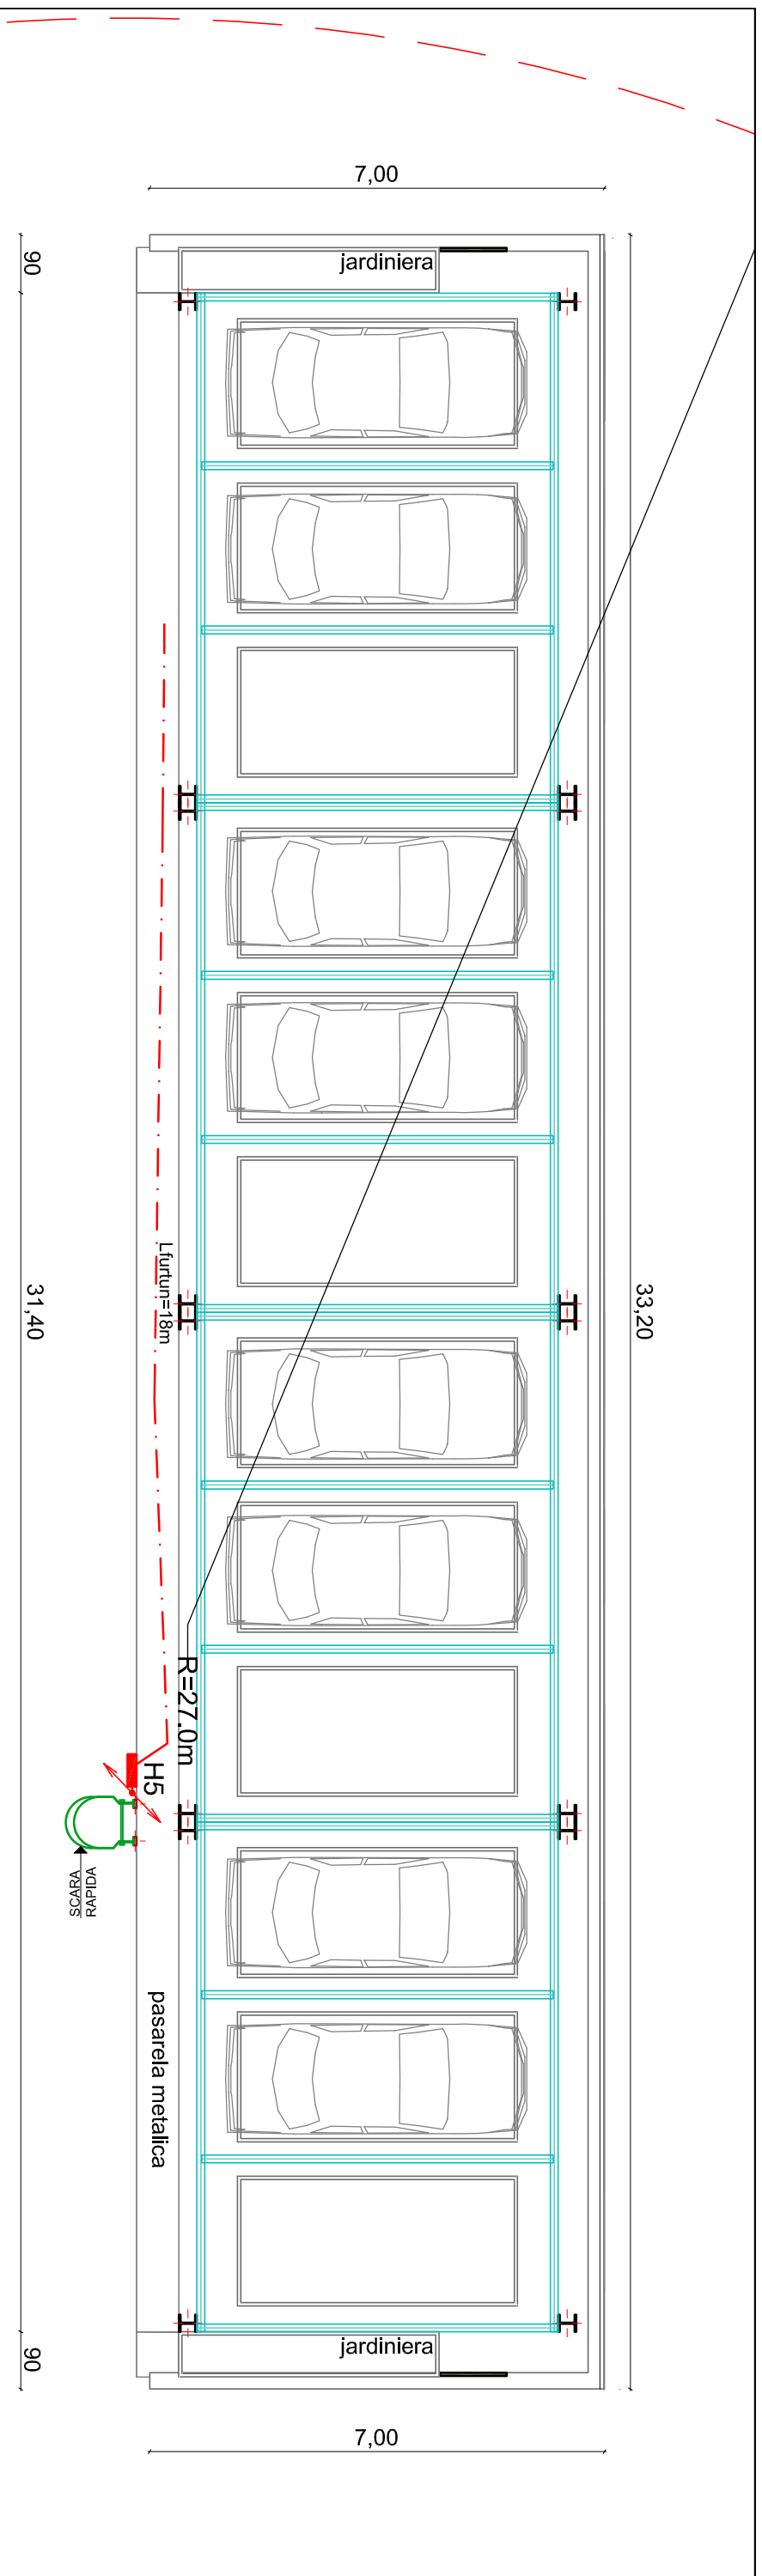 7,00
90
jardiniera
31,40
33,20
Lfurtun=18m
R=27.0m
H5
SCARA
RAPIDA
pasarela metalica
jardiniera
90
7,00